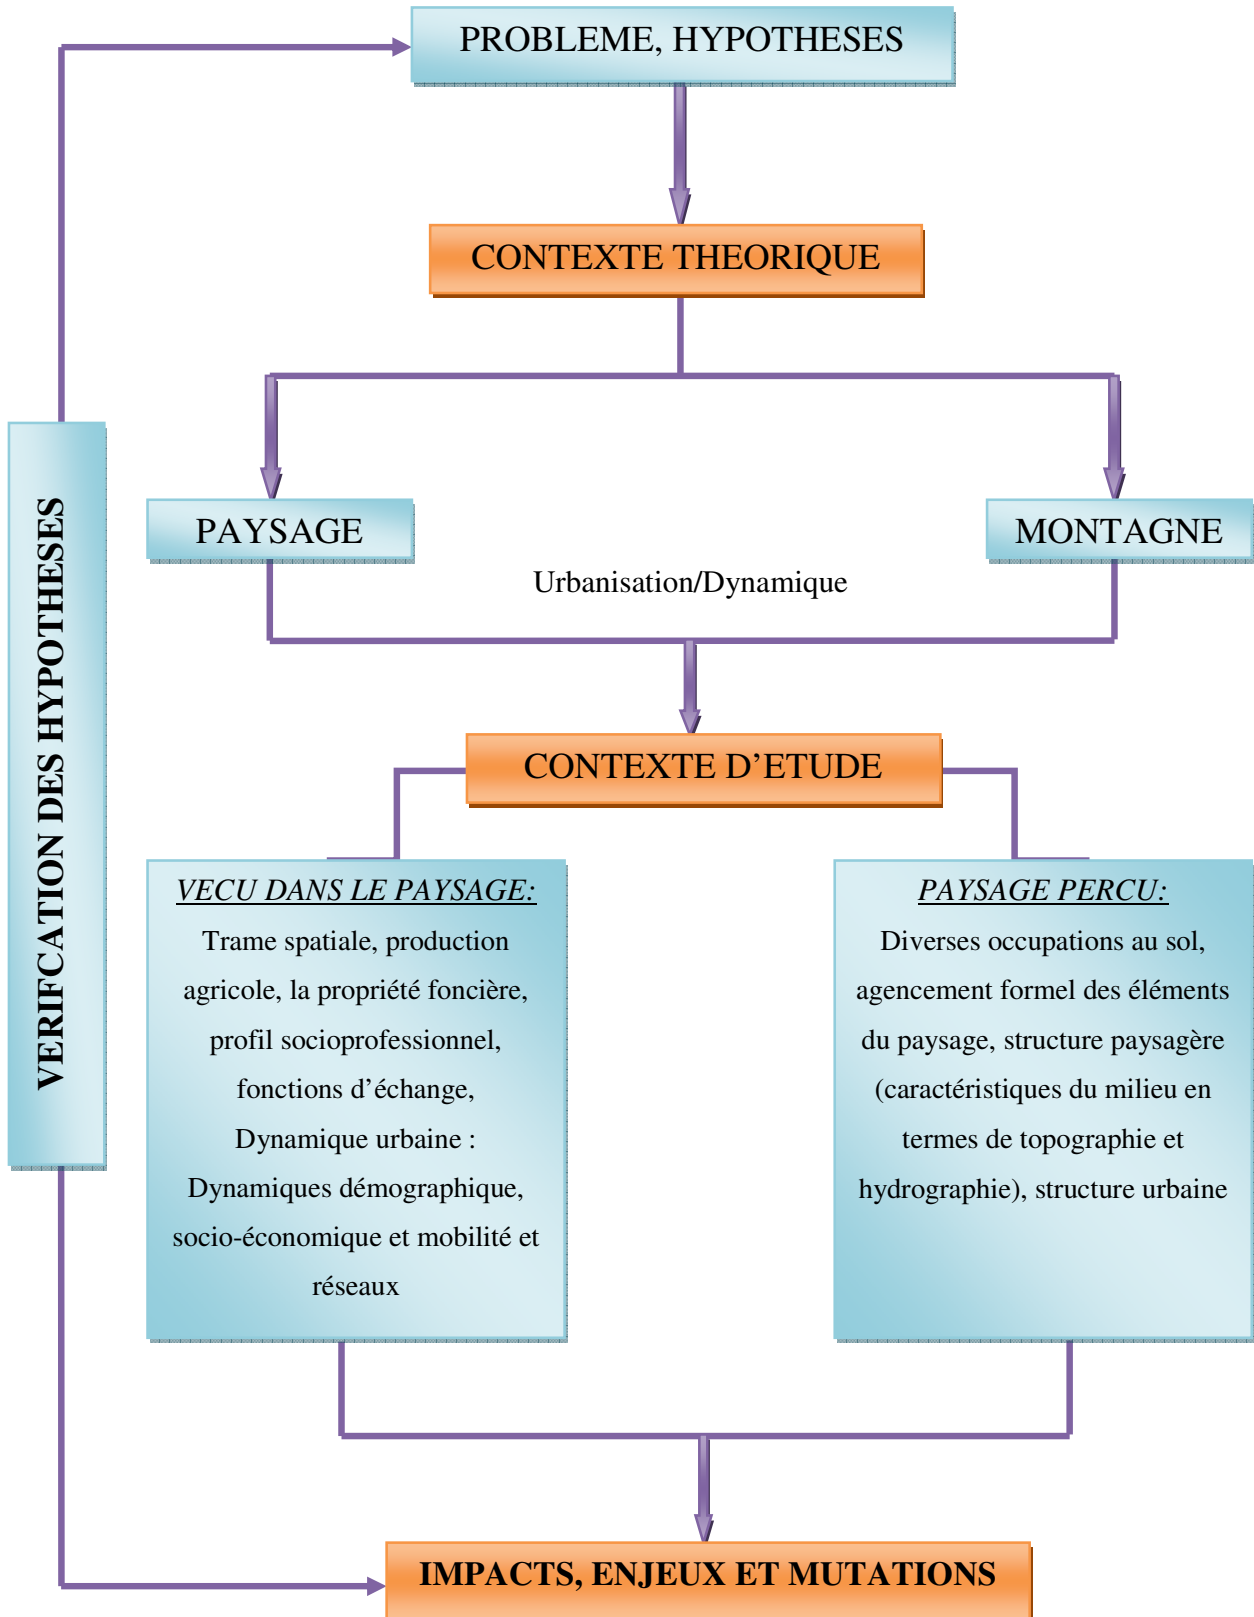 PROBLEME, HYPOTHESES
CONTEXTE THEORIQUE
PAYSAGE
MONTAGNE
Urbanisation/Dynamique
VERIFCATION DES HYPOTHESES
CONTEXTE D’ETUDE
VECU DANS LE PAYSAGE:
Trame spatiale, production
agricole, la propriété foncière,
profil socioprofessionnel,
fonctions d’échange,
Dynamique urbaine :
Dynamiques démographique,
socio-économique et mobilité et
réseaux
PAYSAGE PERCU:
Diverses occupations au sol,
agencement formel des éléments
du paysage, structure paysagère
(caractéristiques du milieu en
termes de topographie et
hydrographie), structure urbaine
IMPACTS, ENJEUX ET MUTATIONS